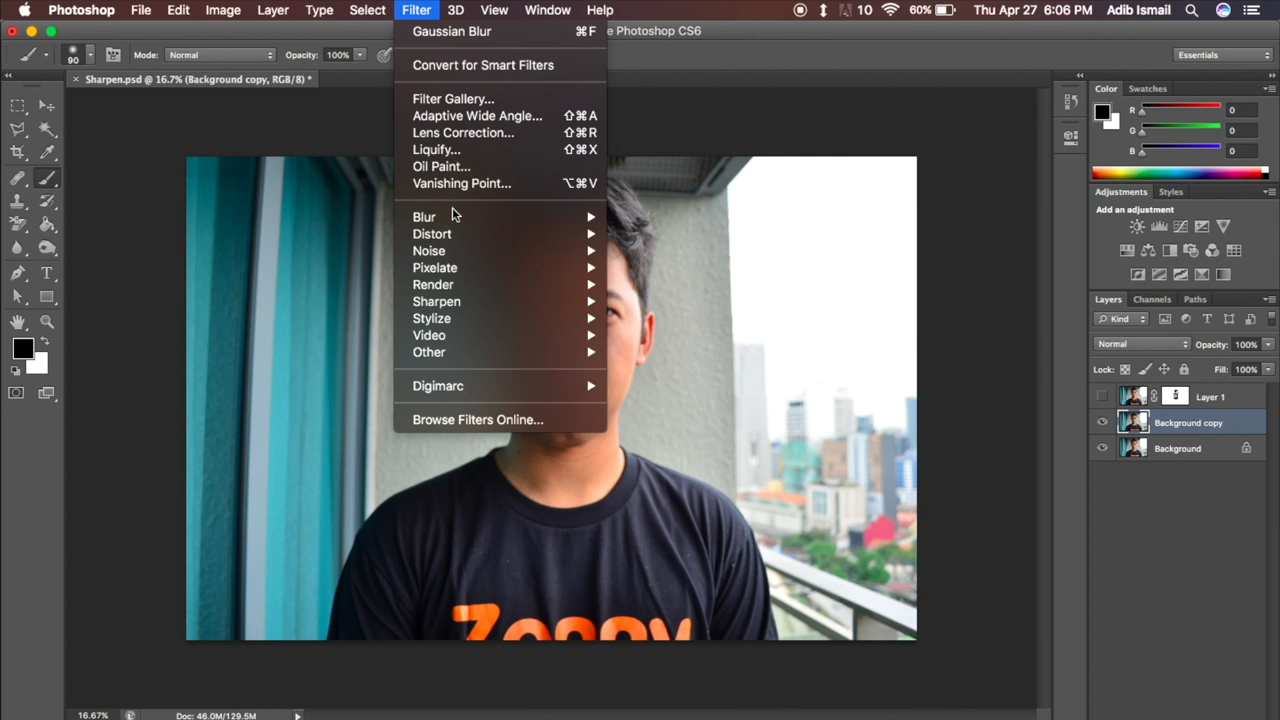 Photoshop File Edit Image Layer Type Select Filter 3D View Window Help 10 60% Thu Apr 27 6:06 PM Adib Ismail
e Photoshop CS6
90 Mode: Normal Opacity: 100% Essentials
× Sharpen.psd @ 16.7% (Background copy, RGB/8) *
Gaussian Blur ⌘F
Convert for Smart Filters
Filter Gallery...
Adaptive Wide Angle... ⇧⌘A
Lens Correction... ⇧⌘R
Liquify... ⇧⌘X
Oil Paint...
Vanishing Point... ⌥⌘V
Blur
Distort
Noise
Pixelate
Render
Sharpen
Stylize
Video
Other
Digimarc
Browse Filters Online...
Color Swatches
R 0
G 0
B 0
Adjustments Styles
Add an adjustment
Layers Channels Paths
Kind
Normal Opacity: 100%
Lock: Fill: 100%
Layer 1
Background copy
Background
16.67% Doc: 46.0M/129.5M